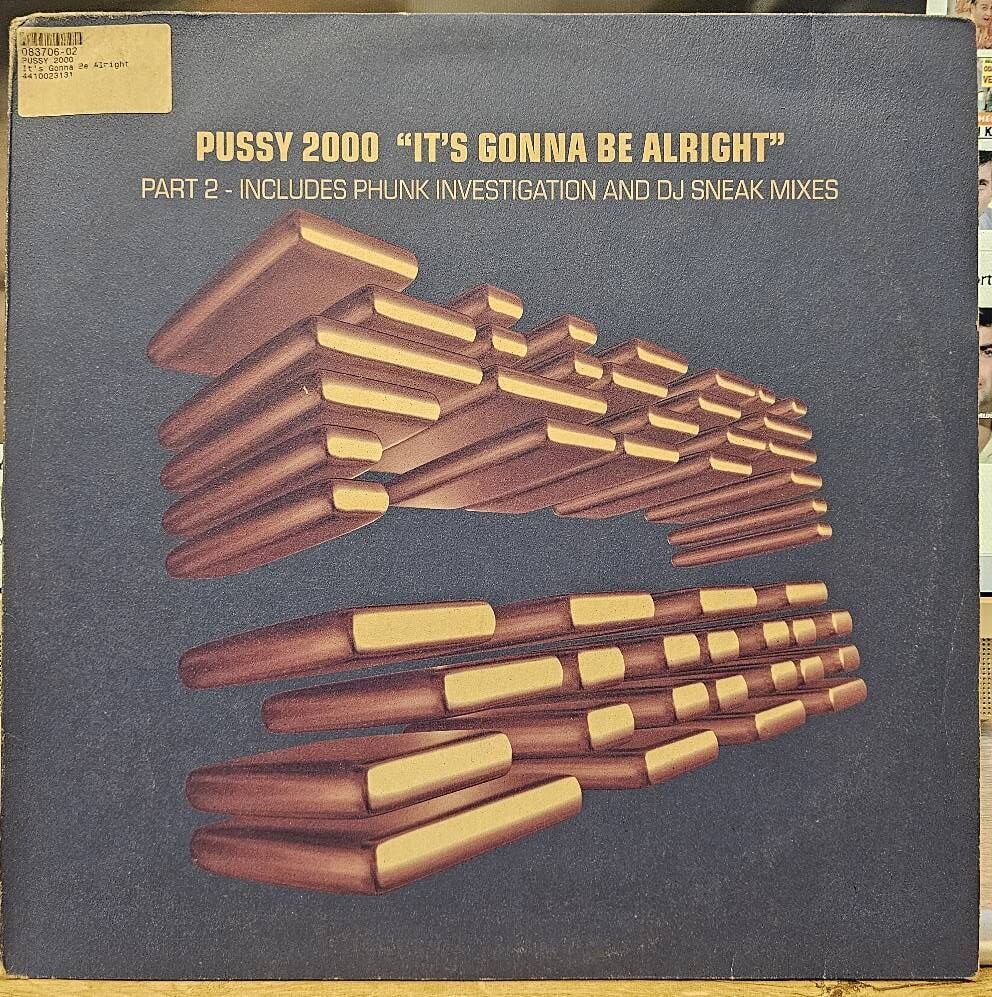 083706-02
PUSSY 2000
It's Gonna Be Alright
4410023131
PUSSY 2000 “IT'S GONNA BE ALRIGHT”
PART 2 - INCLUDES PHUNK INVESTIGATION AND DJ SNEAK MIXES